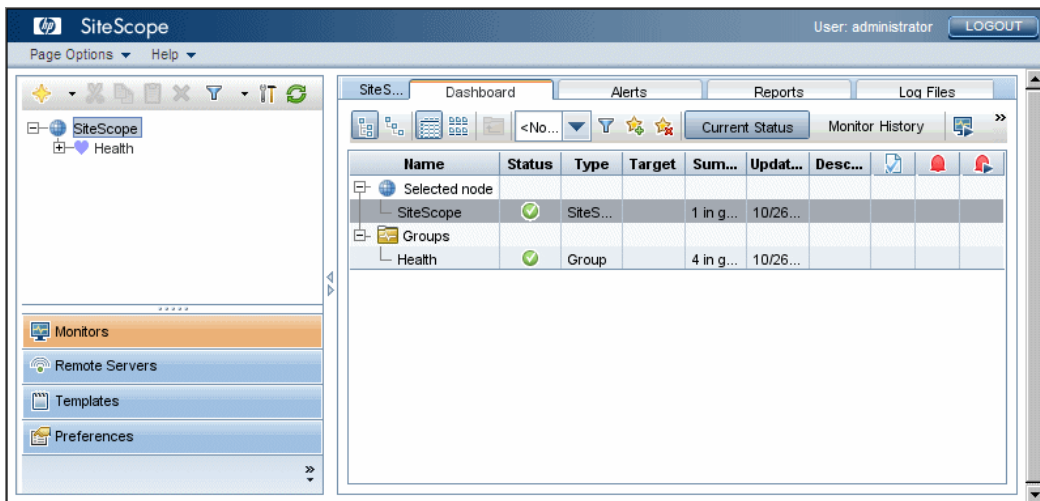 hp SiteScope User: administrator LOGOUT
Page Options Help
SiteS... Dashboard Alerts Reports Log Files
<No... Current Status Monitor History »
SiteScope
Health
Name Status Type Target Sum... Updat... Desc...
Selected node
SiteScope SiteS... 1 in g... 10/26...
Groups
Health Group 4 in g... 10/26...
Monitors
Remote Servers
Templates
Preferences
»